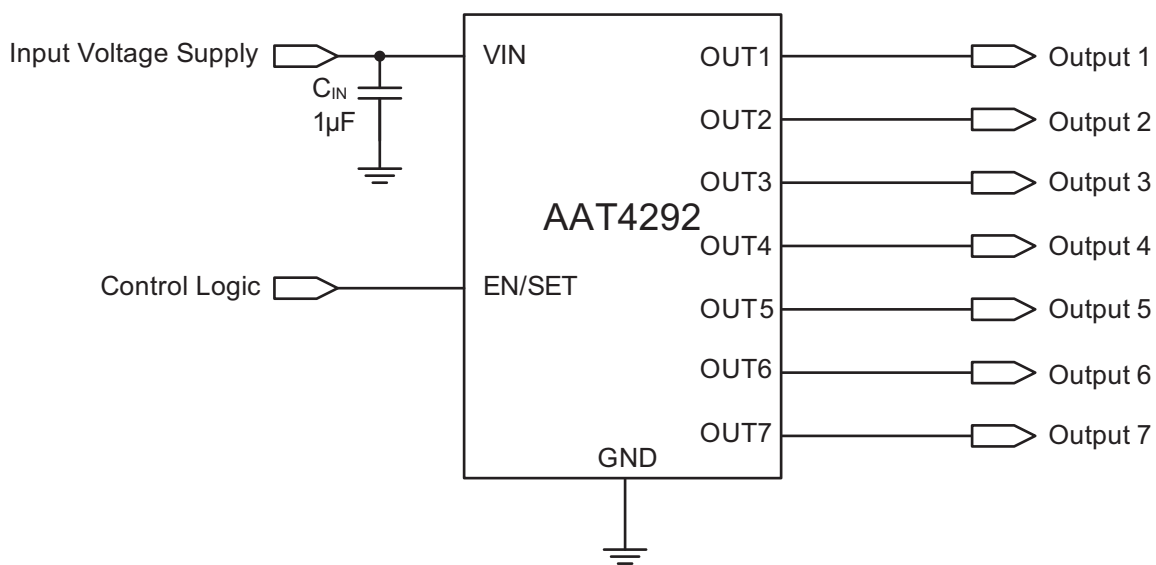 Input Voltage Supply
C_IN
1µF
Control Logic
VIN
EN/SET
AAT4292
GND
OUT1
OUT2
OUT3
OUT4
OUT5
OUT6
OUT7
Output 1
Output 2
Output 3
Output 4
Output 5
Output 6
Output 7